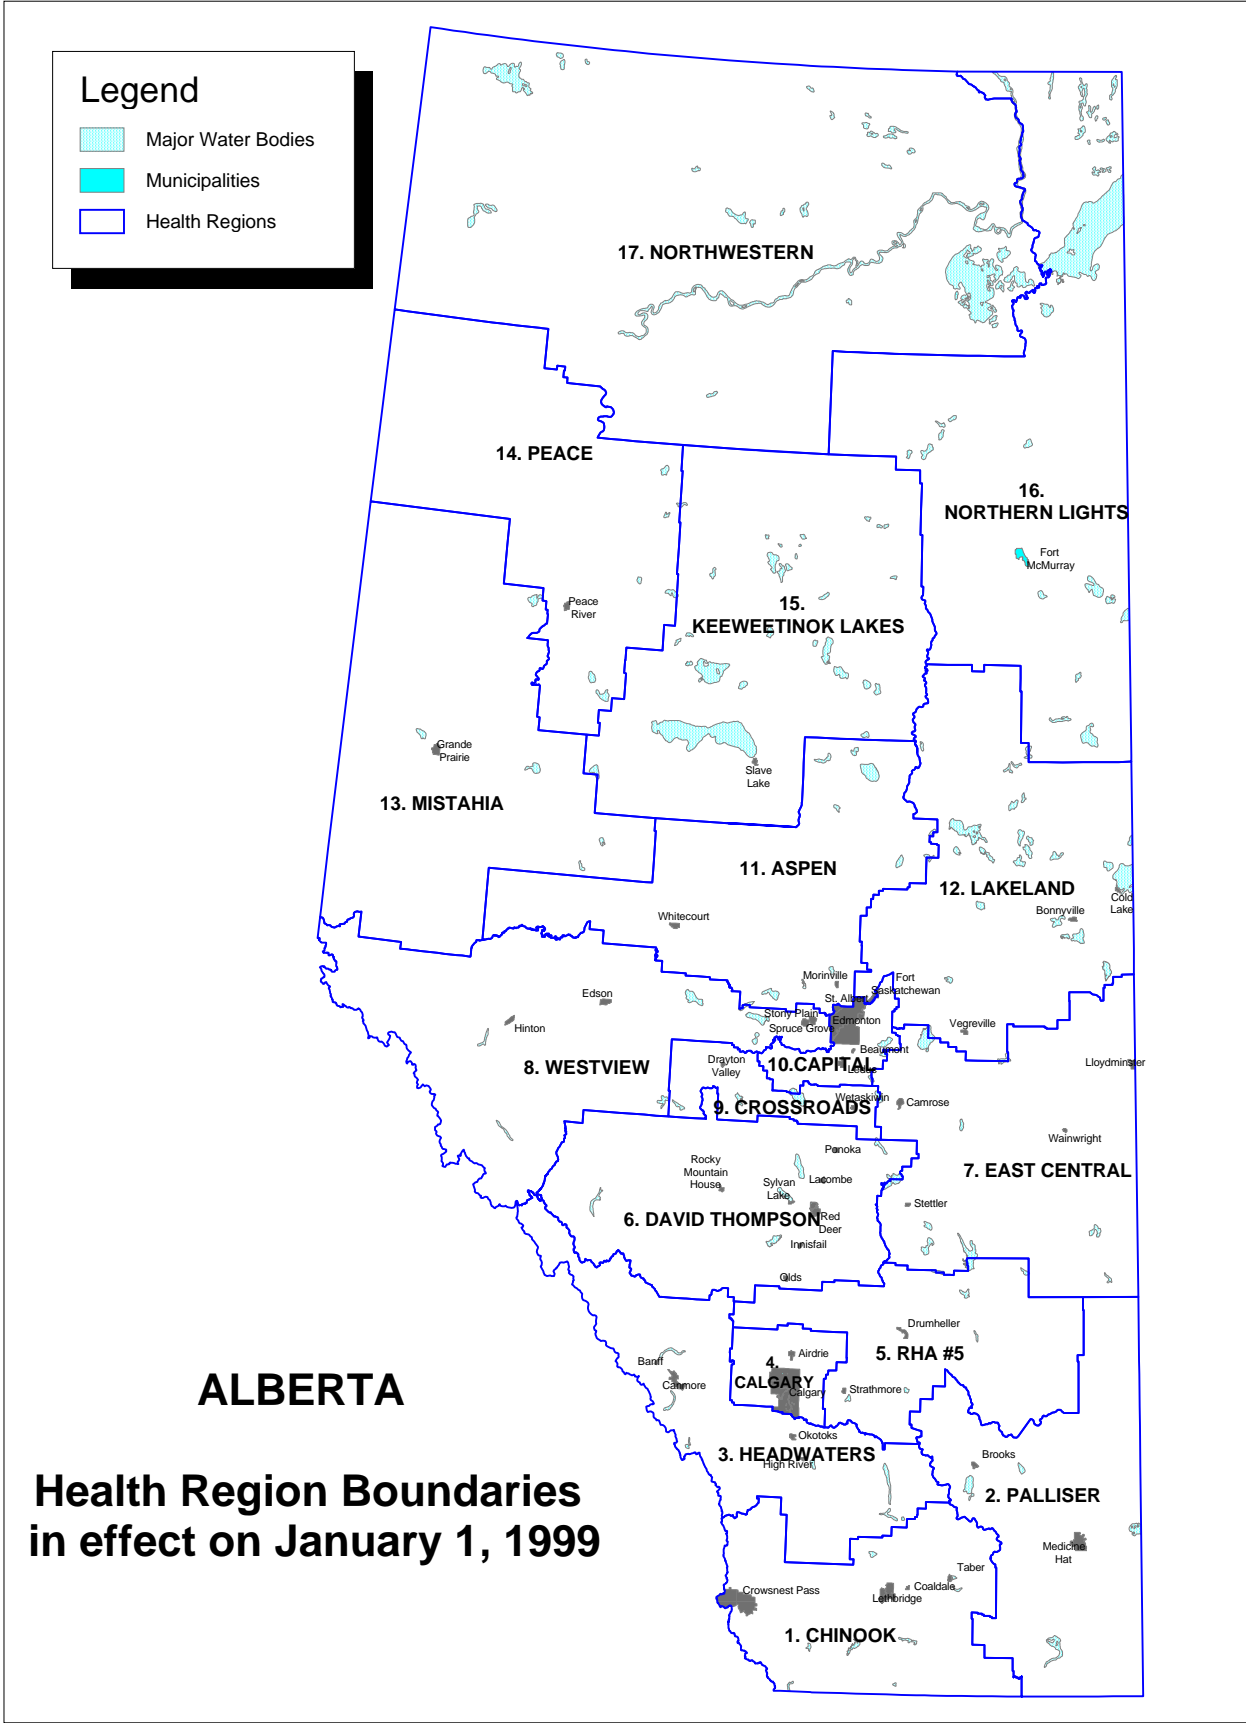 Legend
Major Water Bodies
Municipalities
Health Regions
17. NORTHWESTERN
14. PEACE
16.
NORTHERN LIGHTS
Fort
McMurray
15.
KEEWEETINOK LAKES
Peace
River
Grande
Prairie
Slave
Lake
13. MISTAHIA
11. ASPEN
12. LAKELAND
Cold
Lake
Bonnyville
Whitecourt
Morinville
Fort
Saskatchewan
St. Albert
Edson
Stony Plain
Spruce Grove
Edmonton
Hinton
Vegreville
Beaumont
8. WESTVIEW
Drayton
Valley
10.CAPITAL
Leduc
Lloydminster
9. CROSSROADS
Wetaskiwin
Camrose
Wainwright
Ponoka
7. EAST CENTRAL
Rocky
Mountain
House
Sylvan
Lake
Lacombe
Stettler
6. DAVID THOMPSON
Red
Deer
Innisfail
Olds
Drumheller
5. RHA #5
Airdrie
4.
CALGARY
Calgary
Strathmore
Banff
Canmore
ALBERTA
Okotoks
3. HEADWATERS
High River
Brooks
2. PALLISER
Health Region Boundaries
in effect on January 1, 1999
Medicine
Hat
Taber
Coaldale
Lethbridge
Crowsnest Pass
1. CHINOOK